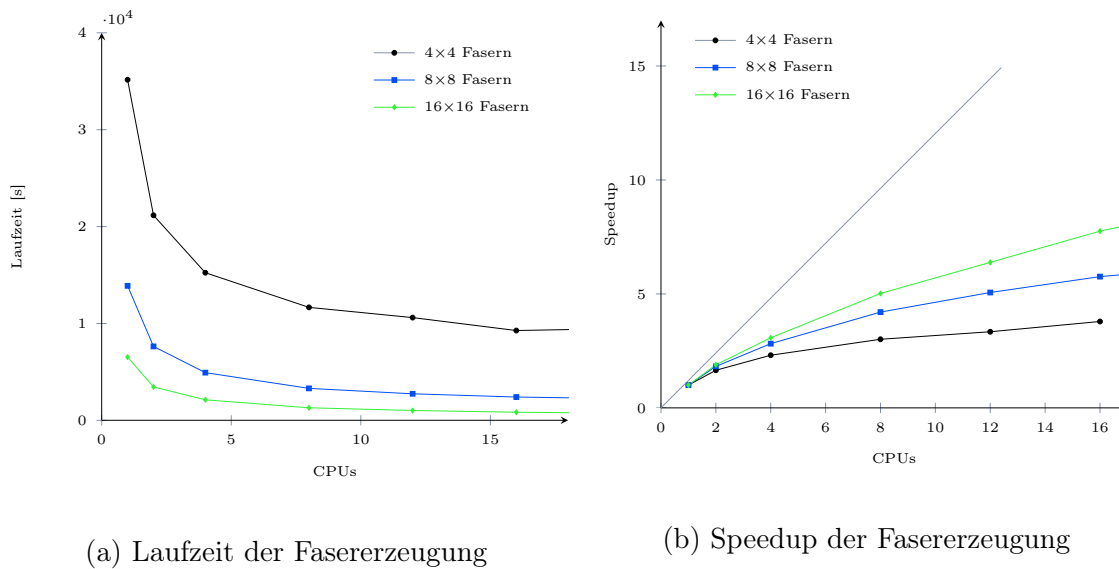 ·10⁴
4
3
2
1
0
0
5
10
15
Laufzeit [s]
CPUs
4×4 Fasern
8×8 Fasern
16×16 Fasern
(a) Laufzeit der Fasererzeugung
15
10
5
0
0
2
4
6
8
10
12
14
16
Speedup
CPUs
4×4 Fasern
8×8 Fasern
16×16 Fasern
(b) Speedup der Fasererzeugung